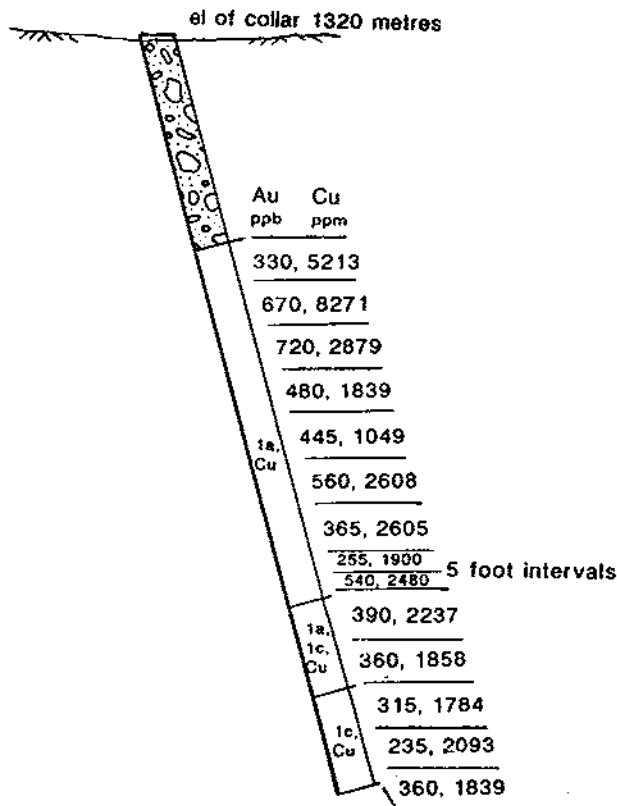 el of collar 1320 metres
Au Cu
ppb ppm
330, 5213
670, 8271
720, 2879
480, 1839
445, 1049
1a,
Cu
560, 2608
365, 2605
255, 1900
5 foot intervals
540, 2480
390, 2237
1a,
1c,
Cu
360, 1858
315, 1784
1c,
Cu
235, 2093
360, 1839